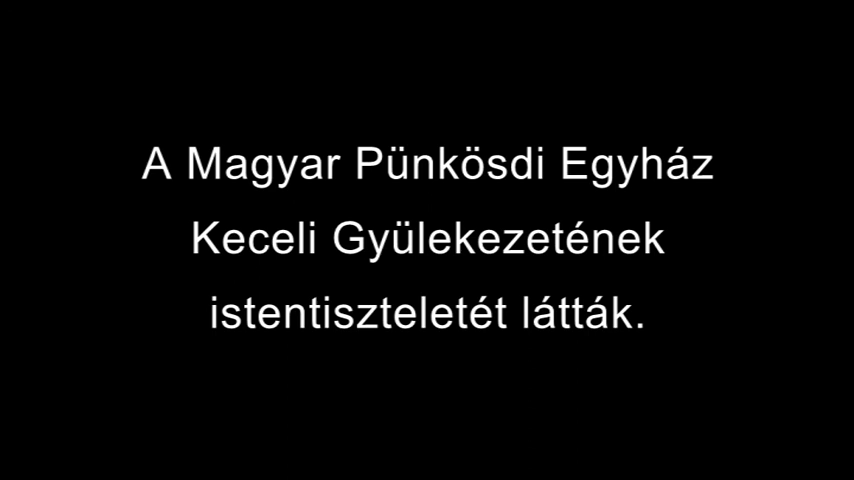 A Magyar Pünkösdi Egyház
Keceli Gyülekezetének
istentiszteletét látták.